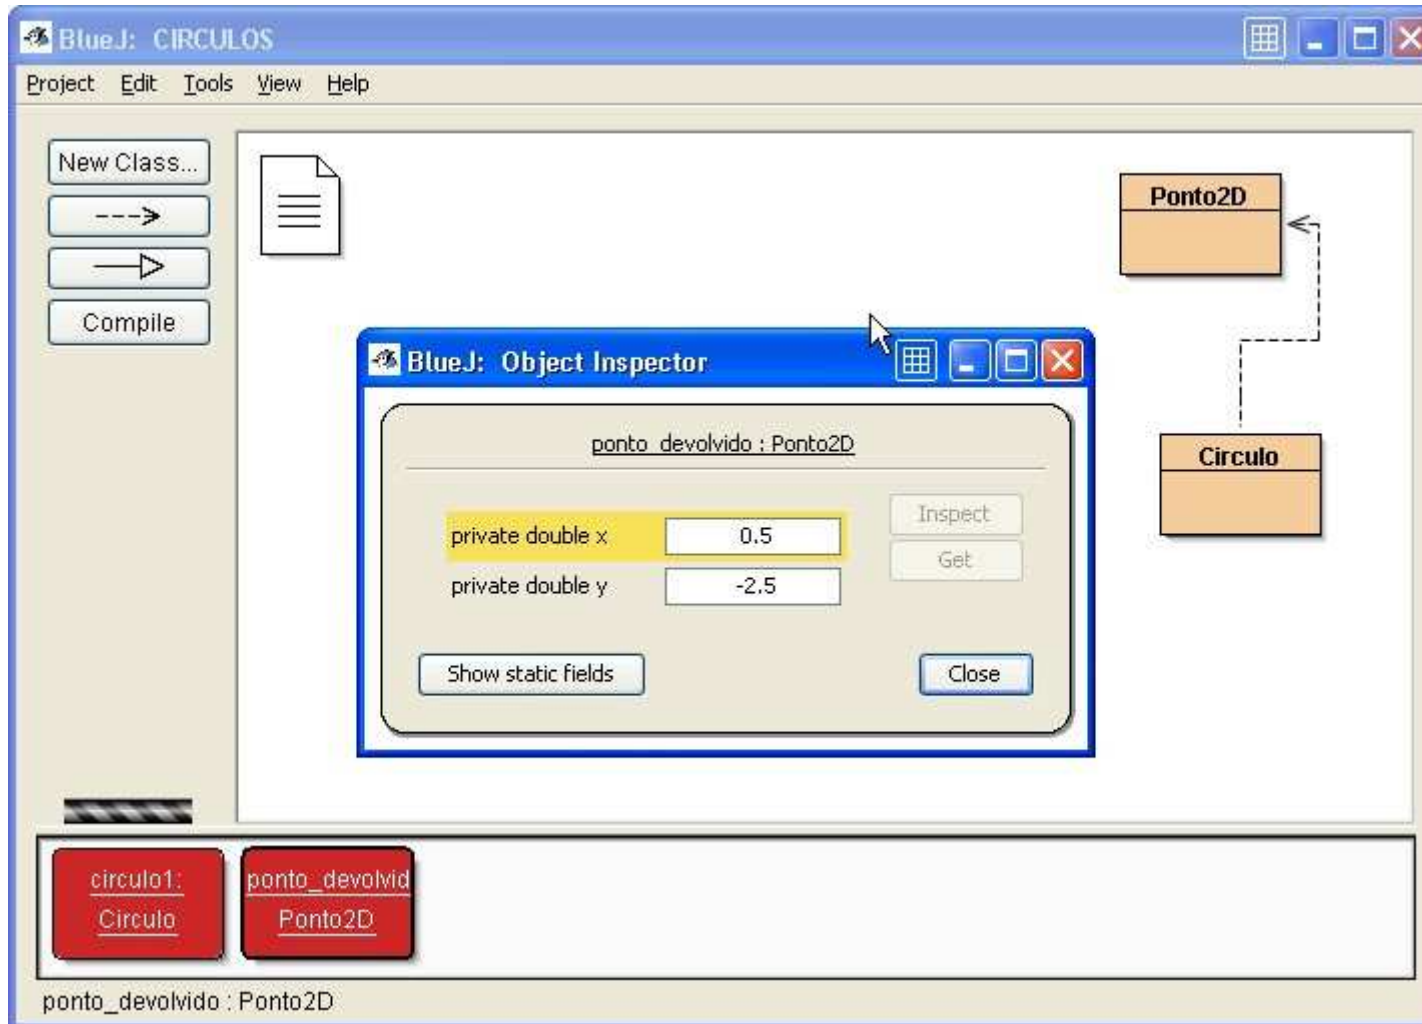 BlueJ: CIRCULOS
Project Edit Tools View Help
New Class...
Compile
Ponto2D
Circulo
BlueJ: Object Inspector
ponto_devolvido : Ponto2D
private double x 0.5
private double y -2.5
Inspect
Get
Show static fields
Close
circulo1:
Circulo
ponto_devolvid
Ponto2D
ponto_devolvido : Ponto2D